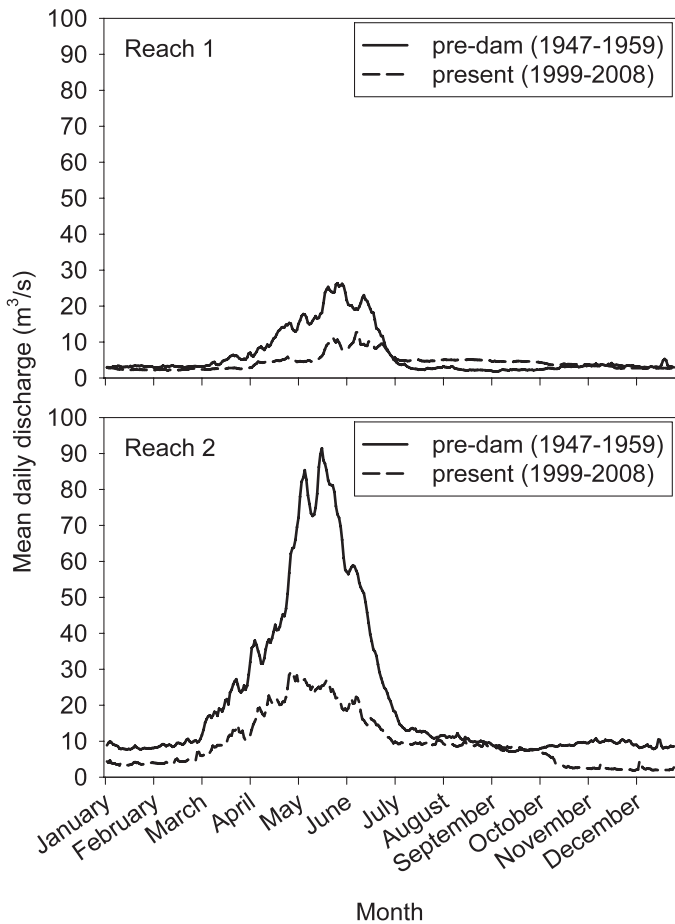 100
90
80
70
60
50
40
30
20
10
0
Reach 1
pre-dam (1947-1959)
present (1999-2008)
Mean daily discharge (m³/s)
100
90
80
70
60
50
40
30
20
10
0
Reach 2
pre-dam (1947-1959)
present (1999-2008)
January
February
March
April
May
June
July
August
September
October
November
December
Month